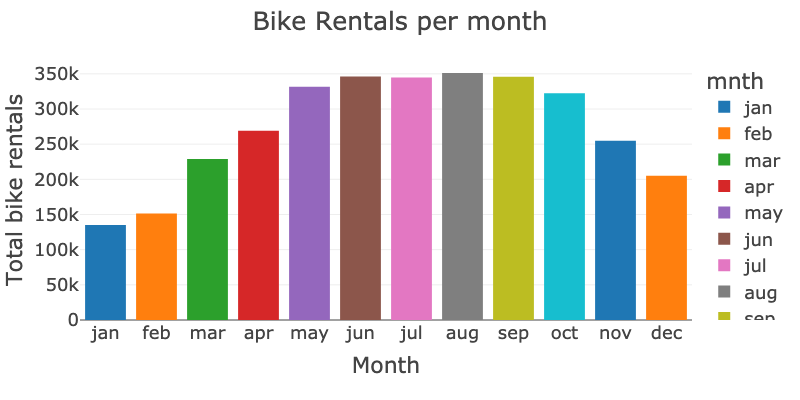 Bike Rentals per month
Total bike rentals
350k
300k
250k
200k
150k
100k
50k
0
jan feb mar apr may jun jul aug sep oct nov dec
Month
mnth
jan
feb
mar
apr
may
jun
jul
aug
sep